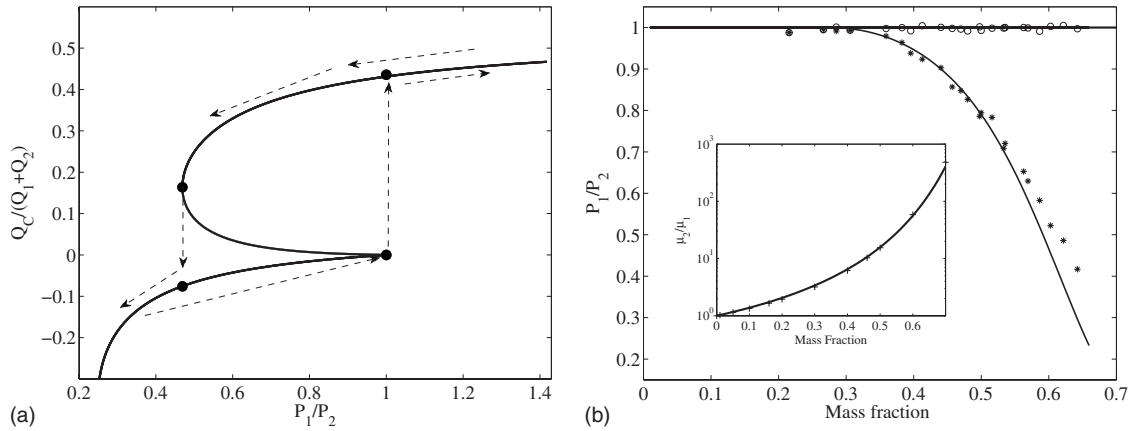 0.5
0.4
0.3
0.2
0.1
0
-0.1
-0.2
Q_C/(Q_1+Q_2)
0.2 0.4 0.6 0.8 1 1.2 1.4
P_1/P_2
(a)
1
0.9
0.8
0.7
0.6
0.5
0.4
0.3
0.2
P_1/P_2
0 0.1 0.2 0.3 0.4 0.5 0.6 0.7
Mass fraction
(b)
10^3
10^2
10^1
10^0
μ_2/μ_1
0 0.1 0.2 0.3 0.4 0.5 0.6
Mass Fraction